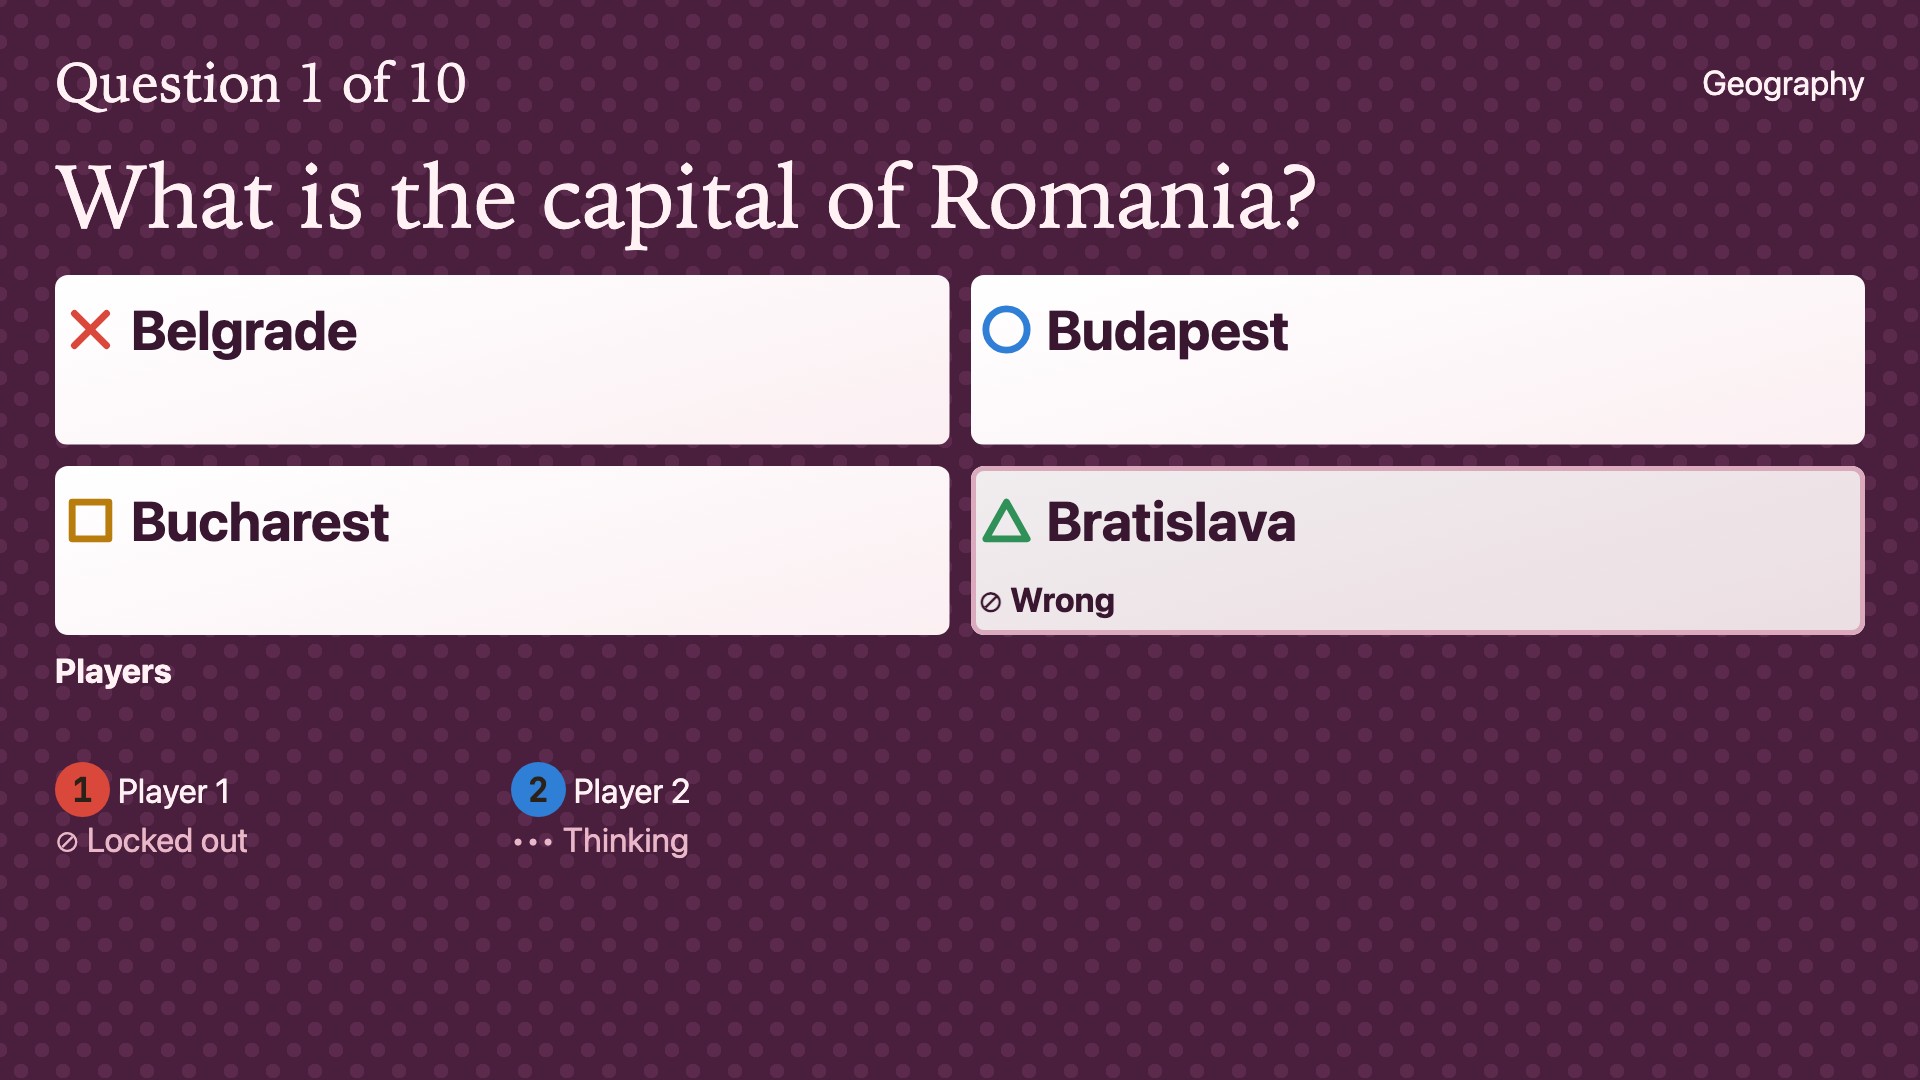 Question 1 of 10
Geography
What is the capital of Romania?
Belgrade
Budapest
Bucharest
Bratislava
Wrong
Players
1 Player 1
Locked out
2 Player 2
Thinking